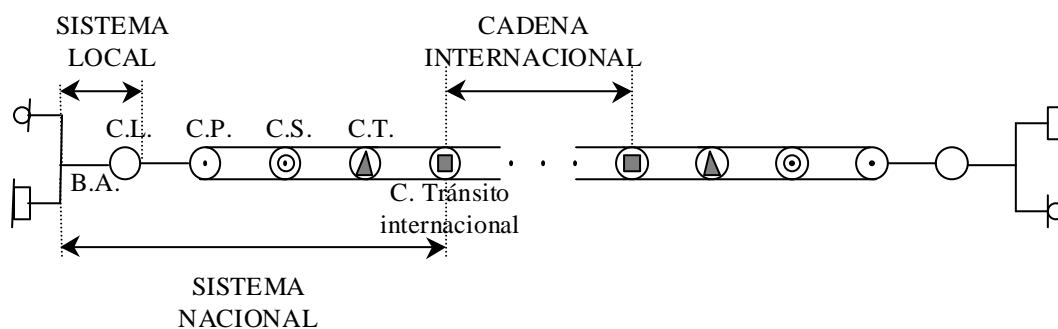 SISTEMA
LOCAL
CADENA
INTERNACIONAL
C.L.
C.P.
C.S.
C.T.
B.A.
C. Tránsito
internacional
SISTEMA
NACIONAL